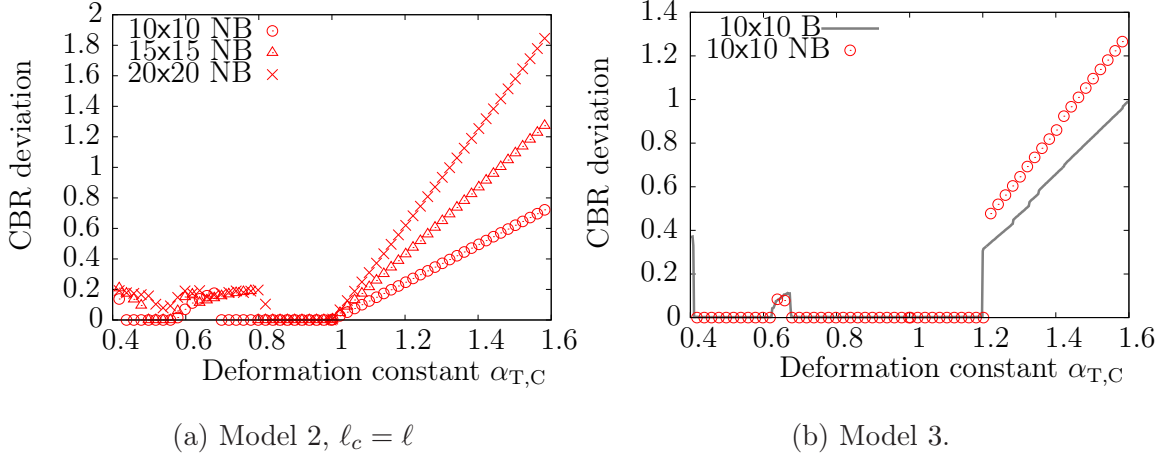 2
1.8
1.6
1.4
1.2
1
0.8
0.6
0.4
0.2
0
CBR deviation
10x10 NB
15x15 NB
20x20 NB
0.4 0.6 0.8 1 1.2 1.4 1.6
Deformation constant α_T,C
(a) Model 2, ℓ_c = ℓ
1.4
1.2
1
0.8
0.6
0.4
0.2
0
CBR deviation
10x10 B
10x10 NB
0.4 0.6 0.8 1 1.2 1.4 1.6
Deformation constant α_T,C
(b) Model 3.